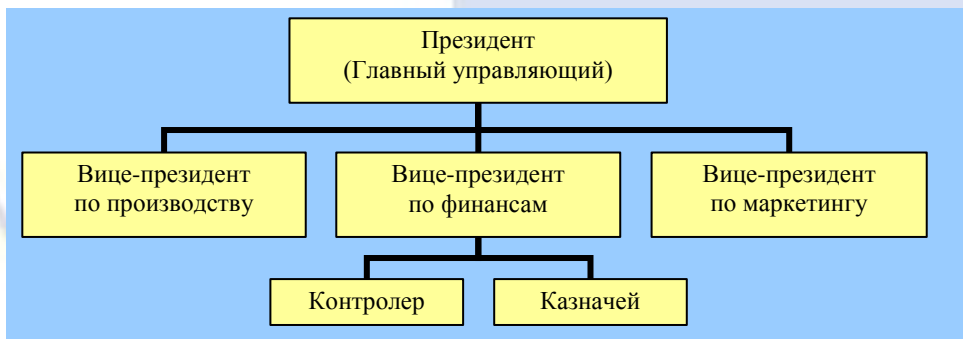 Президент
(Главный управляющий)
Вице-президент
по производству
Вице-президент
по финансам
Вице-президент
по маркетингу
Контролер
Казначей